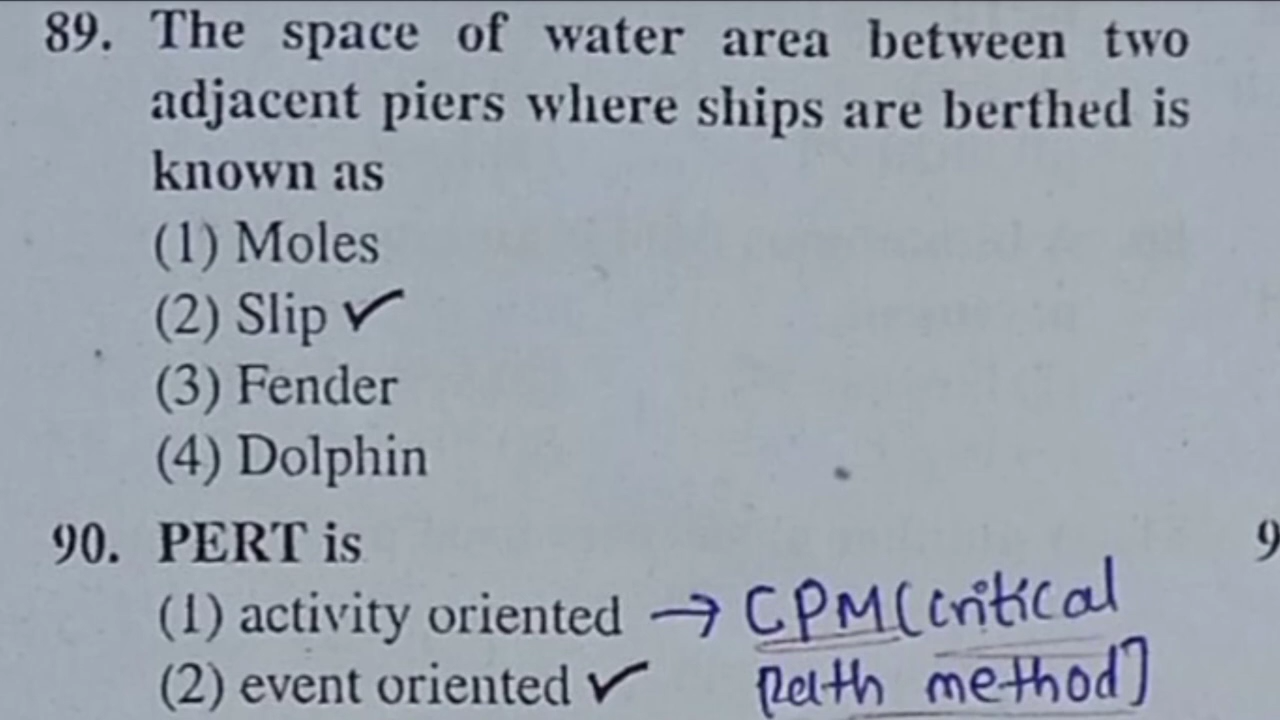 89. The space of water area between two
adjacent piers where ships are berthed is
known as
(1) Moles
(2) Slip ✓
(3) Fender
(4) Dolphin
90. PERT is
9
(1) activity oriented → CPM (critical
(2) event oriented ✓ path method]